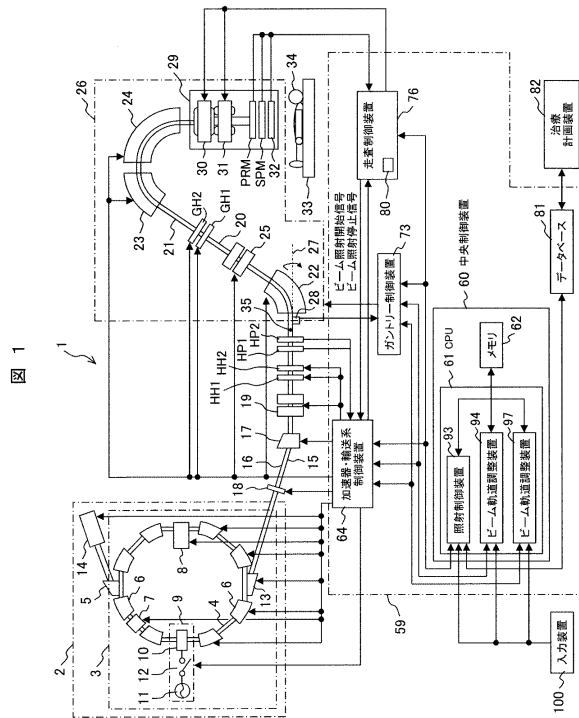 図 1
1
2
3
14
5
6
7
8
9
10
11
12
4
6
13
18
16
15
17
19
HH1
HH2
HP1
HP2
35
28
22
27
25
20
GH1
GH2
21
23
24
26
29
30
31
PRM
SPM
32
33
34
59
64
加速器・輸送系
制御装置
ビーム照射開始信号
ビーム照射停止信号
ガントリー制御装置
73
走査制御装置
76
80
60 中央制御装置
61 CPU
メモリ
62
93
照射制御装置
94
ビーム軌道調整装置
97
ビーム軌道調整装置
データベース
81
治療
計画装置
82
入力装置
100